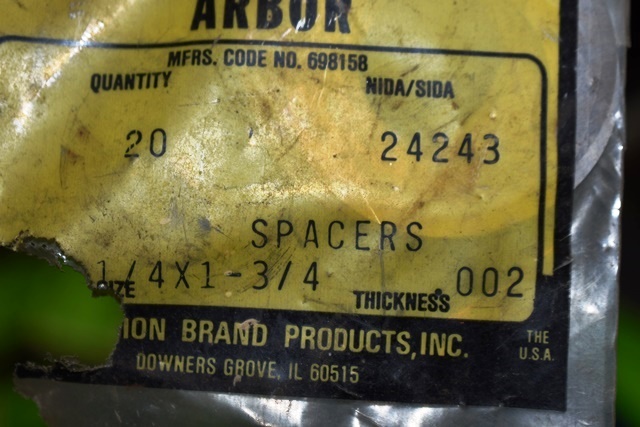 ARBOR
MFRS. CODE NO. 698158
QUANTITY NIDA/SIDA
20 24243
SPACERS
1/4X1-3/4 002
THICKNESS
ION BRAND PRODUCTS, INC.
DOWNERS GROVE, IL 60515
THE
U.S.A.